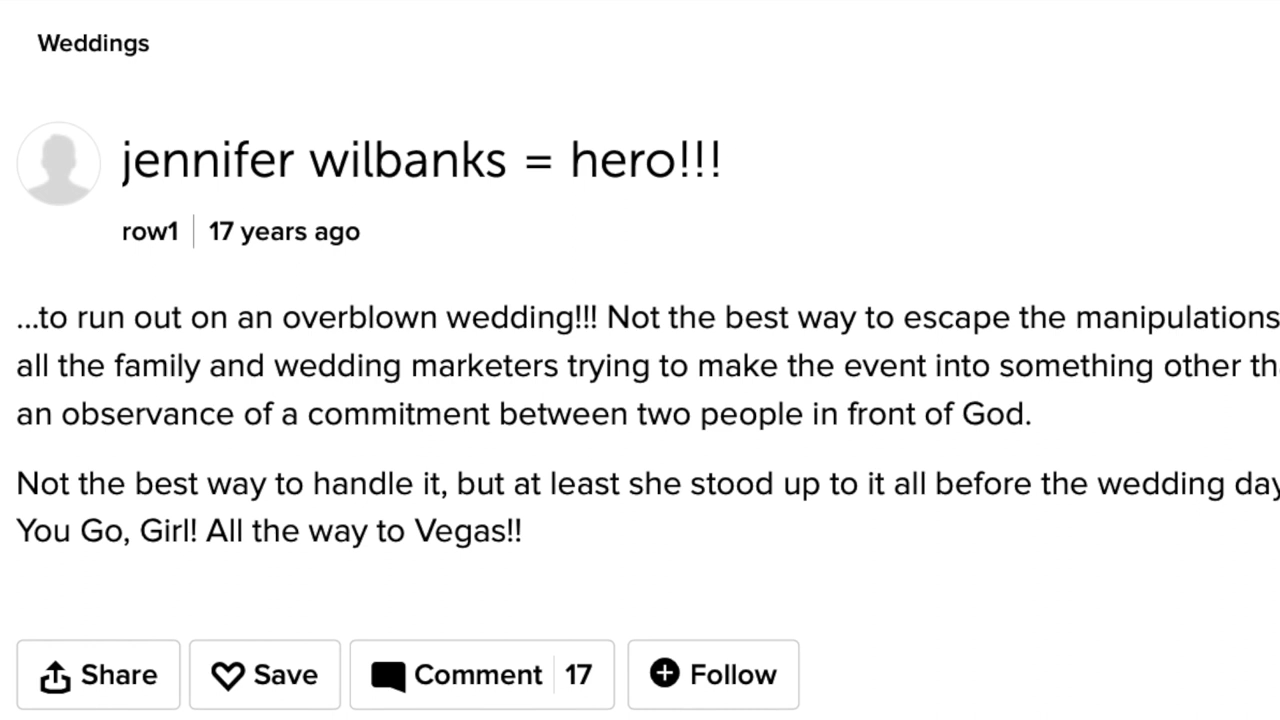 Weddings
jennifer wilbanks = hero!!!
row1 17 years ago
...to run out on an overblown wedding!!! Not the best way to escape the manipulations
all the family and wedding marketers trying to make the event into something other
an observance of a commitment between two people in front of God.
Not the best way to handle it, but at least she stood up to it all before the wedding
You Go, Girl! All the way to Vegas!!
Share Save Comment 17 Follow